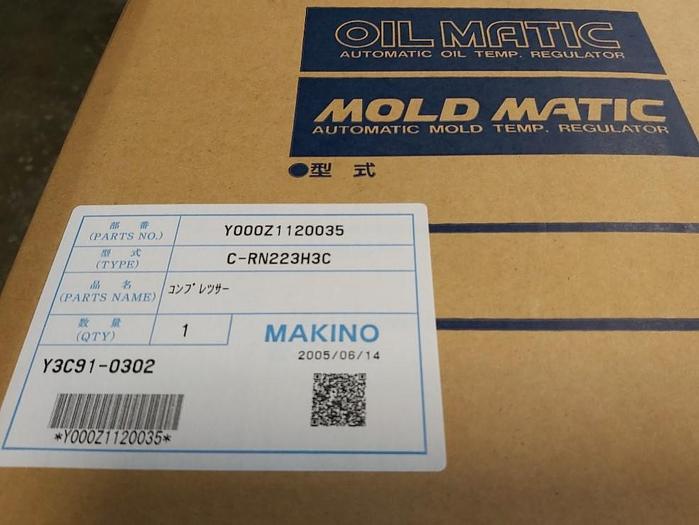 OIL MATIC
AUTOMATIC OIL TEMP. REGULATOR
MOLD MATIC
AUTOMATIC MOLD TEMP. REGULATOR
●型 式
部 番
(PARTS NO.)
Y000Z1120035
型 式
(TYPE)
C-RN223H3C
品 名
(PARTS NAME)
ｺﾝﾌﾟﾚﾂｻｰ
数 量
(QTY)
1
MAKINO
2005/06/14
Y3C91-0302
*Y000Z1120035*